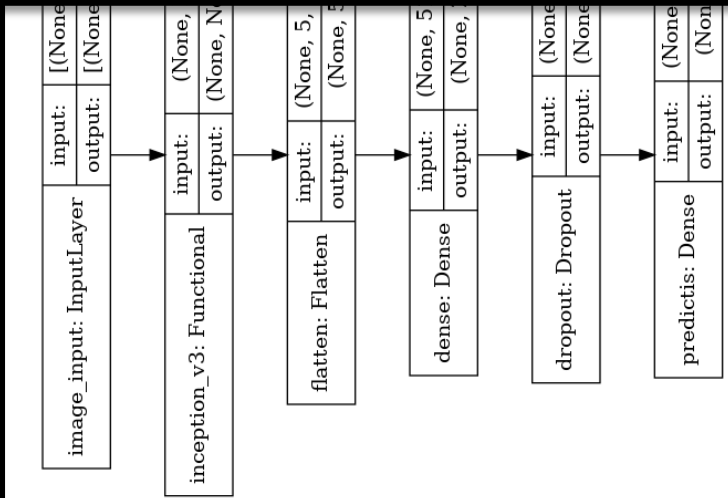 image_input: InputLayer
input: [(None
output: [(None
inception_v3: Functional
input: (None,
output: (None, No
flatten: Flatten
input: (None, 5,
output: (None, 5
dense: Dense
input: (None, 5
output: (None,
dropout: Dropout
input: (None
output: (None
predictis: Dense
input: (None
output: (Non